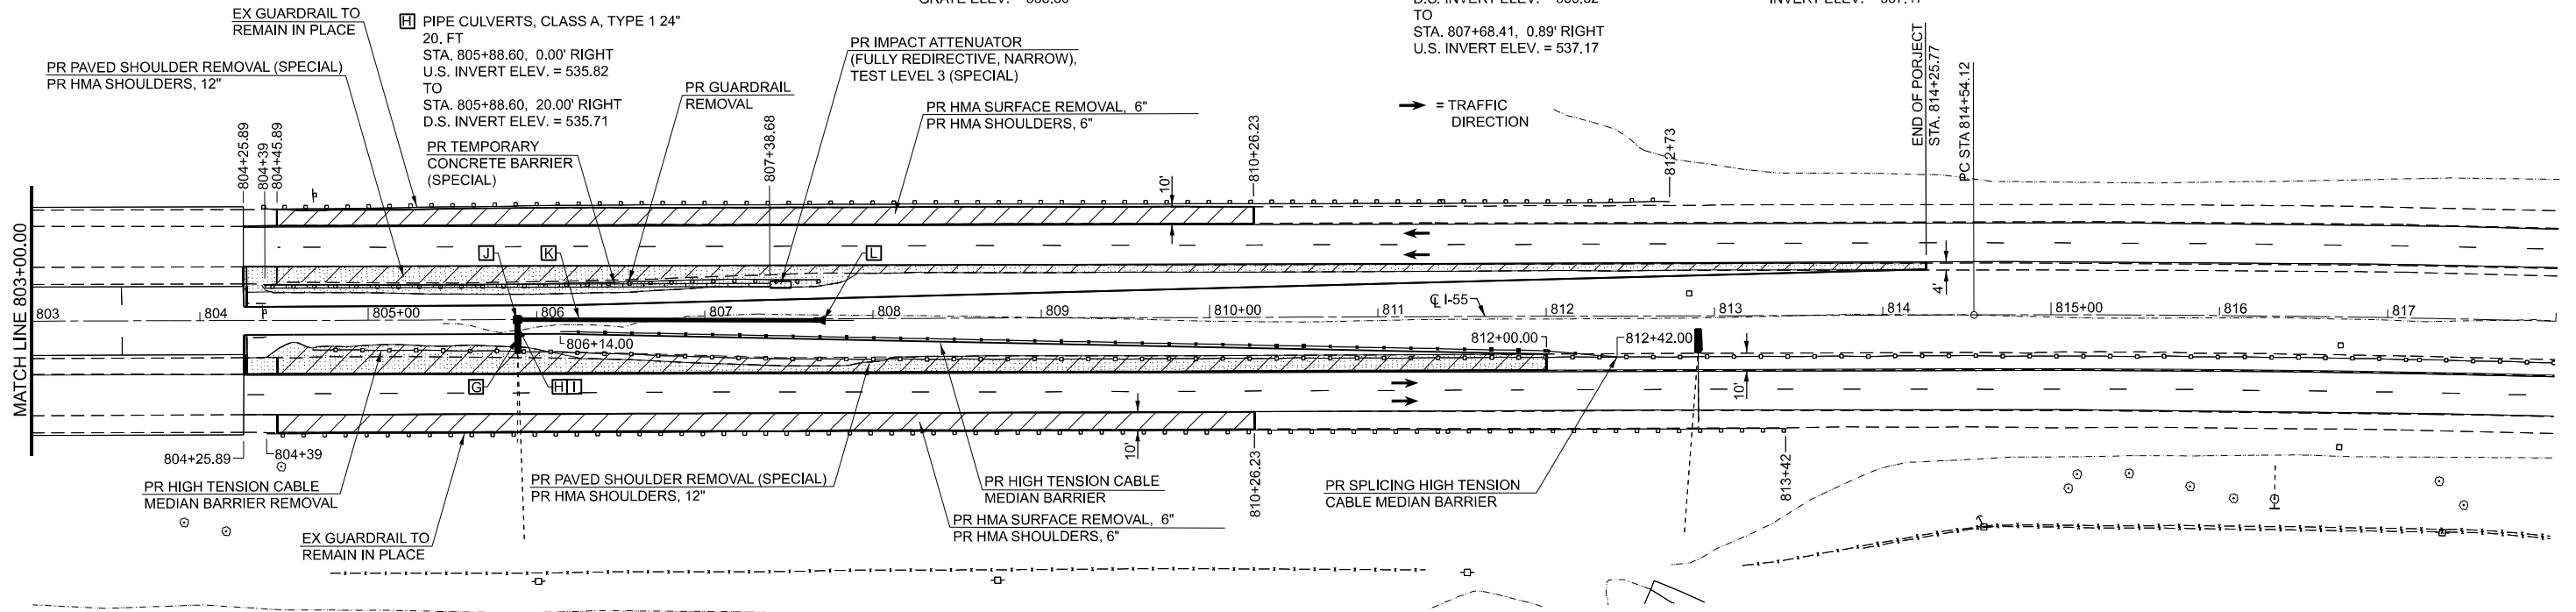 EX GUARDRAIL TO
REMAIN IN PLACE
H PIPE CULVERTS, CLASS A, TYPE 1 24"
20. FT
STA. 805+88.60, 0.00' RIGHT
U.S. INVERT ELEV. = 535.82
TO
STA. 805+88.60, 20.00' RIGHT
D.S. INVERT ELEV. = 535.71
TO
STA. 807+68.41, 0.89' RIGHT
U.S. INVERT ELEV. = 537.17
PR PAVED SHOULDER REMOVAL (SPECIAL)
PR HMA SHOULDERS, 12"
PR TEMPORARY
CONCRETE BARRIER
(SPECIAL)
PR GUARDRAIL
REMOVAL
PR IMPACT ATTENUATOR
(FULLY REDIRECTIVE, NARROW),
TEST LEVEL 3 (SPECIAL)
PR HMA SURFACE REMOVAL, 6"
PR HMA SHOULDERS, 6"
= TRAFFIC
DIRECTION
END OF PORJECT
STA. 814+25.77
PC STA 814+54.12
804+25.89
804+39
804+45.89
807+38.68
810+26.23
812+73
10'
MATCH LINE 803+00.00
J
K
L
4'
℄ I-55
803
804
805+00
806
807
808
809
810+00
811
812
813
814
815+00
816
817
806+14.00
812+00.00
812+42.00
G
H
I
10'
10'
804+25.89
804+39
810+26.23
813+42
PR HIGH TENSION CABLE
MEDIAN BARRIER REMOVAL
EX GUARDRAIL TO
REMAIN IN PLACE
PR PAVED SHOULDER REMOVAL (SPECIAL)
PR HMA SHOULDERS, 12"
PR HIGH TENSION CABLE
MEDIAN BARRIER
PR HMA SURFACE REMOVAL, 6"
PR HMA SHOULDERS, 6"
PR SPLICING HIGH TENSION
CABLE MEDIAN BARRIER